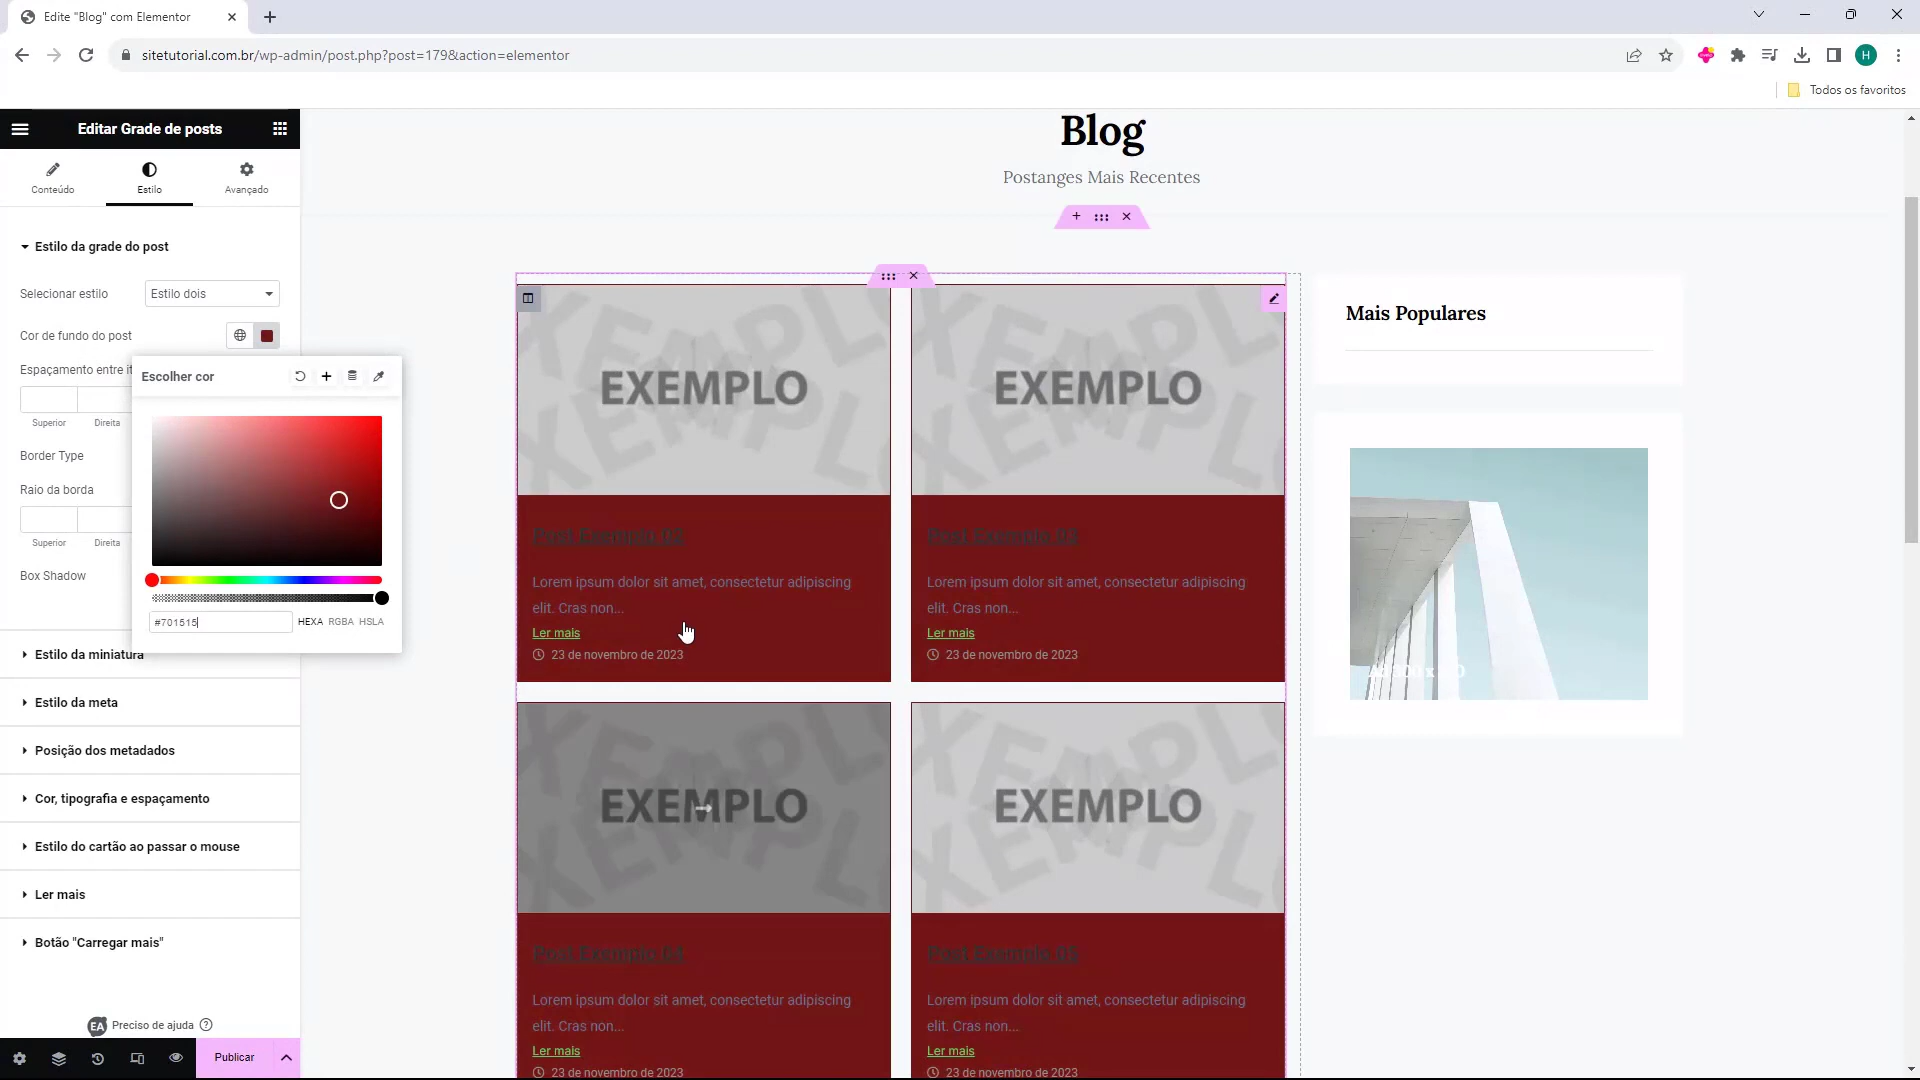 Edite "Blog" com Elementor
sitetutorial.com.br/wp-admin/post.php?post=179&action=elementor
H
Todos os favoritos
Editar Grade de posts
Conteúdo
Estilo
Avançado
Estilo da grade do post
Selecionar estilo
Estilo dois
Cor de fundo do post
Espaçamento entre it
Superior
Direita
Border Type
Raio da borda
Superior
Direita
Box Shadow
Escolher cor
#701515
HEXA RGBA HSLA
Estilo da miniatura
Estilo da meta
Posição dos metadados
Cor, tipografia e espaçamento
Estilo do cartão ao passar o mouse
Ler mais
Botão "Carregar mais"
EA Preciso de ajuda
Publicar
Blog
Postanges Mais Recentes
EXEMPLO
Lorem ipsum dolor sit amet, consectetur adipiscing
elit. Cras non...
Ler mais
23 de novembro de 2023
EXEMPLO
Lorem ipsum dolor sit amet, consectetur adipiscing
elit. Cras non...
Ler mais
23 de novembro de 2023
EXEMPLO
Post Exemplo 04
Lorem ipsum dolor sit amet, consectetur adipiscing
elit. Cras non...
Ler mais
23 de novembro de 2023
EXEMPLO
Post Exemplo 05
Lorem ipsum dolor sit amet, consectetur adipiscing
elit. Cras non...
Ler mais
23 de novembro de 2023
Mais Populares